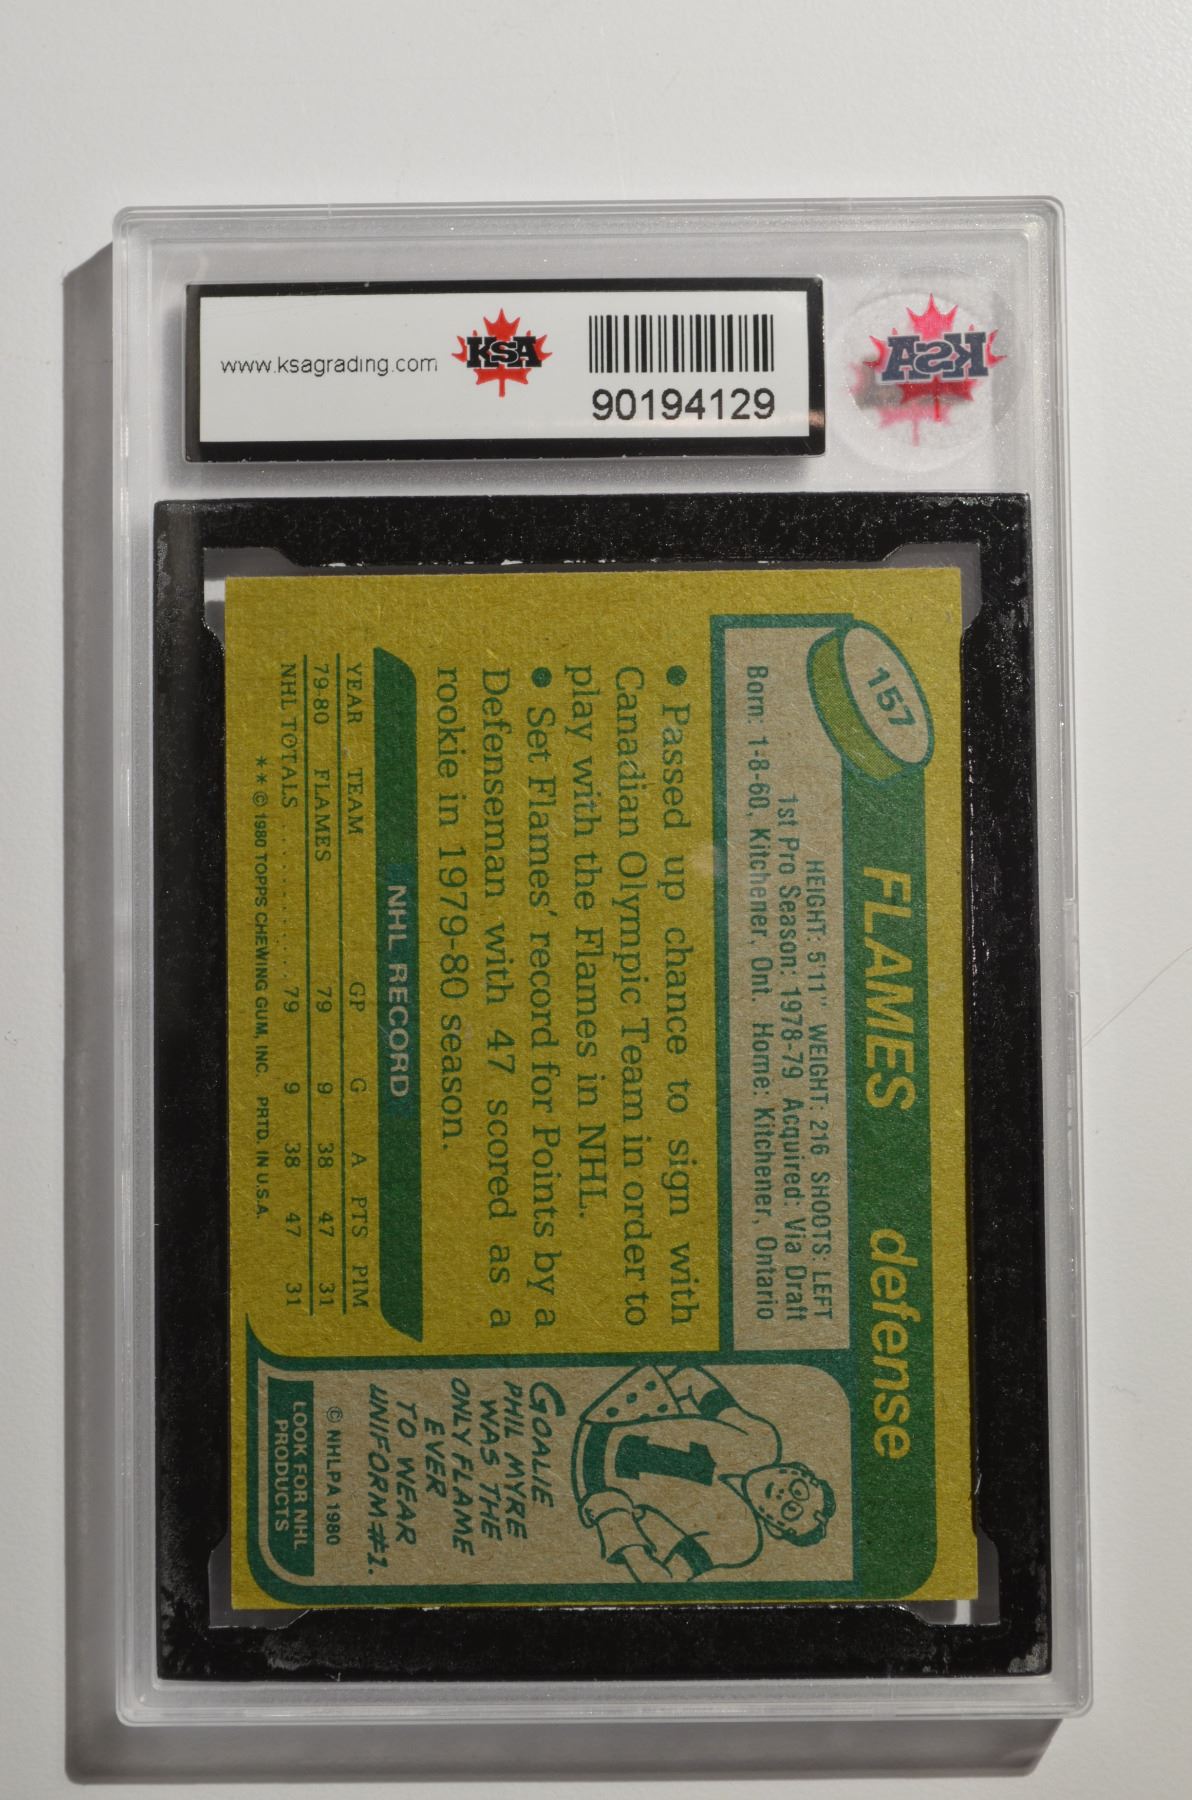 www.ksagrading.com
KSA
90194129
KSA
157
FLAMES defense
HEIGHT: 5'11" WEIGHT: 216 SHOOTS: LEFT
1st Pro Season: 1978-79 Acquired: Via Draft
Born: 1-8-60, Kitchener, Ont. Home: Kitchener, Ontario
• Passed up chance to sign with
Canadian Olympic Team in order to
play with the Flames in NHL.
• Set Flames' record for Points by a
Defenseman with 47 scored as a
rookie in 1979-80 season.
NHL RECORD
YEAR TEAM GP G A PTS PIM
79-80 FLAMES 79 9 38 47 31
NHL TOTALS .......... 79 9 38 47 31
**© 1980 TOPPS CHEWING GUM, INC. PRTD. IN U.S.A.
1
GOALIE
PHIL MYRE
WAS THE
ONLY FLAME
EVER
TO WEAR
UNIFORM #1.
© NHLPA 1980
LOOK FOR NHL
PRODUCTS